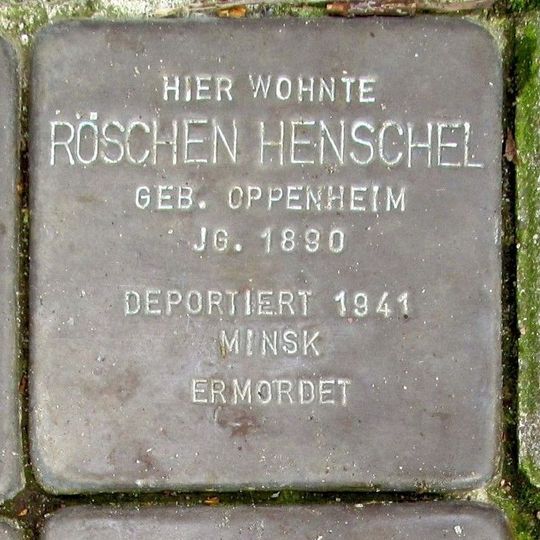 HIER WOHNTE
RÖSCHEN HENSCHEL
GEB. OPPENHEIM
JG. 1890
DEPORTIERT 1941
MINSK
ERMORDET